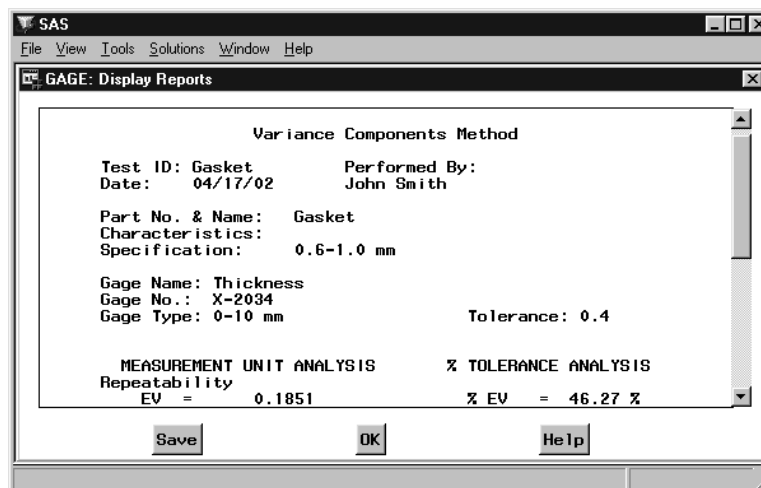 SAS
File View Tools Solutions Window Help
GAGE: Display Reports
Variance Components Method
Test ID: Gasket Performed By:
Date: 04/17/02 John Smith
Part No. & Name: Gasket
Characteristics:
Specification: 0.6-1.0 mm
Gage Name: Thickness
Gage No.: X-2034
Gage Type: 0-10 mm Tolerance: 0.4
MEASUREMENT UNIT ANALYSIS % TOLERANCE ANALYSIS
Repeatability
EV = 0.1851 % EV = 46.27 %
Save OK Help